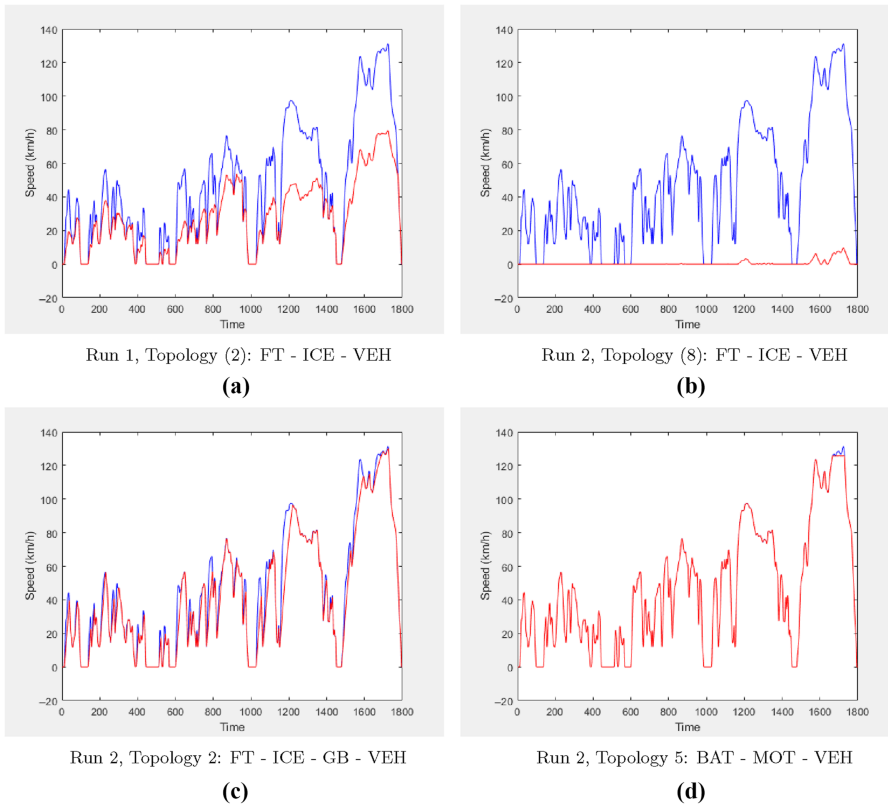 140
120
100
80
60
40
20
0
−20
Speed (km/h)
0 200 400 600 800 1000 1200 1400 1600 1800
Time
Run 1, Topology (2): FT - ICE - VEH
(a)
140
120
100
80
60
40
20
0
−20
Speed (km/h)
0 200 400 600 800 1000 1200 1400 1600 1800
Time
Run 2, Topology (8): FT - ICE - VEH
(b)
140
120
100
80
60
40
20
0
−20
Speed (km/h)
0 200 400 600 800 1000 1200 1400 1600 1800
Time
Run 2, Topology 2: FT - ICE - GB - VEH
(c)
140
120
100
80
60
40
20
0
−20
Speed (km/h)
0 200 400 600 800 1000 1200 1400 1600 1800
Time
Run 2, Topology 5: BAT - MOT - VEH
(d)